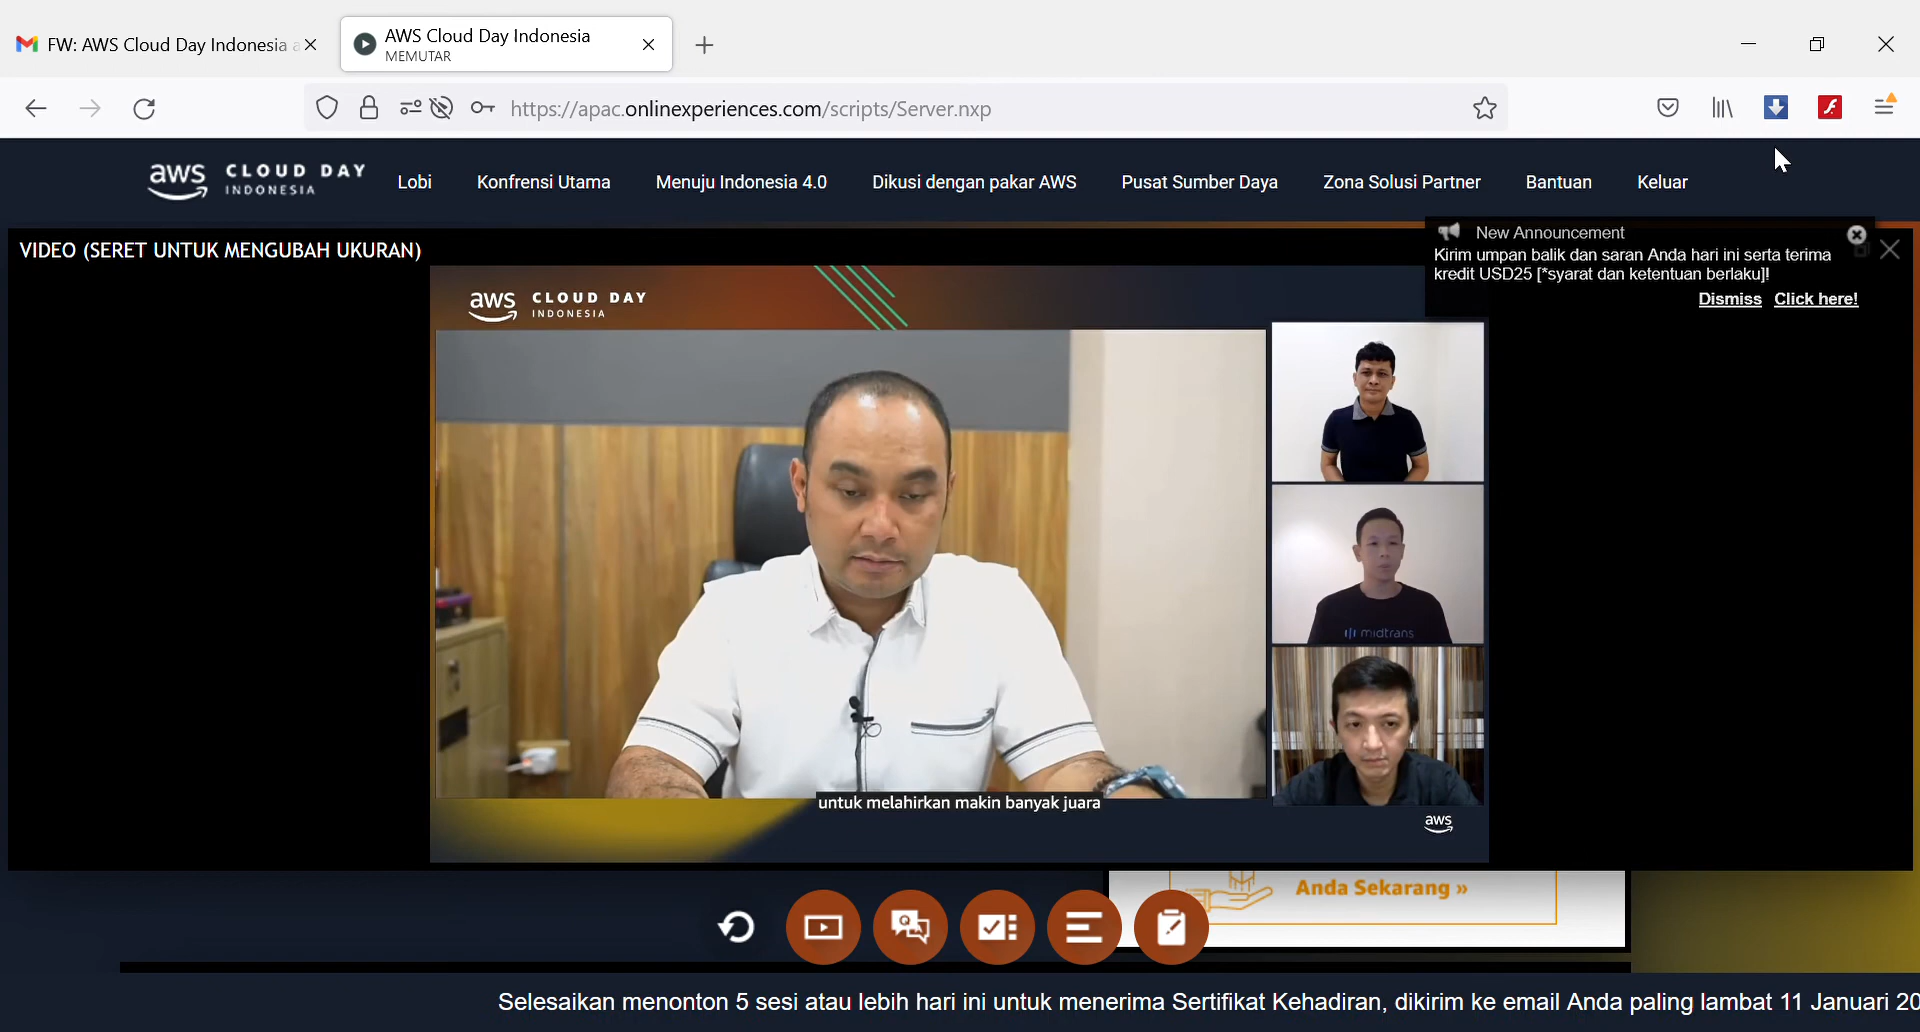 FW: AWS Cloud Day Indonesia
AWS Cloud Day Indonesia
MEMUTAR
https://apac.onlinexperiences.com/scripts/Server.nxp
aws CLOUD DAY
INDONESIA
Lobi Konfrensi Utama Menuju Indonesia 4.0 Dikusi dengan pakar AWS Pusat Sumber Daya Zona Solusi Partner Bantuan Keluar
New Announcement
Kirim umpan balik dan saran Anda hari ini serta terima
kredit USD25 [*syarat dan ketentuan berlaku]!
Dismiss Click here!
VIDEO (SERET UNTUK MENGUBAH UKURAN)
aws CLOUD DAY
INDONESIA
midtrans
untuk melahirkan makin banyak juara
aws
Anda Sekarang »
Q A
Selesaikan menonton 5 sesi atau lebih hari ini untuk menerima Sertifikat Kehadiran, dikirim ke email Anda paling lambat 11 Januari 20